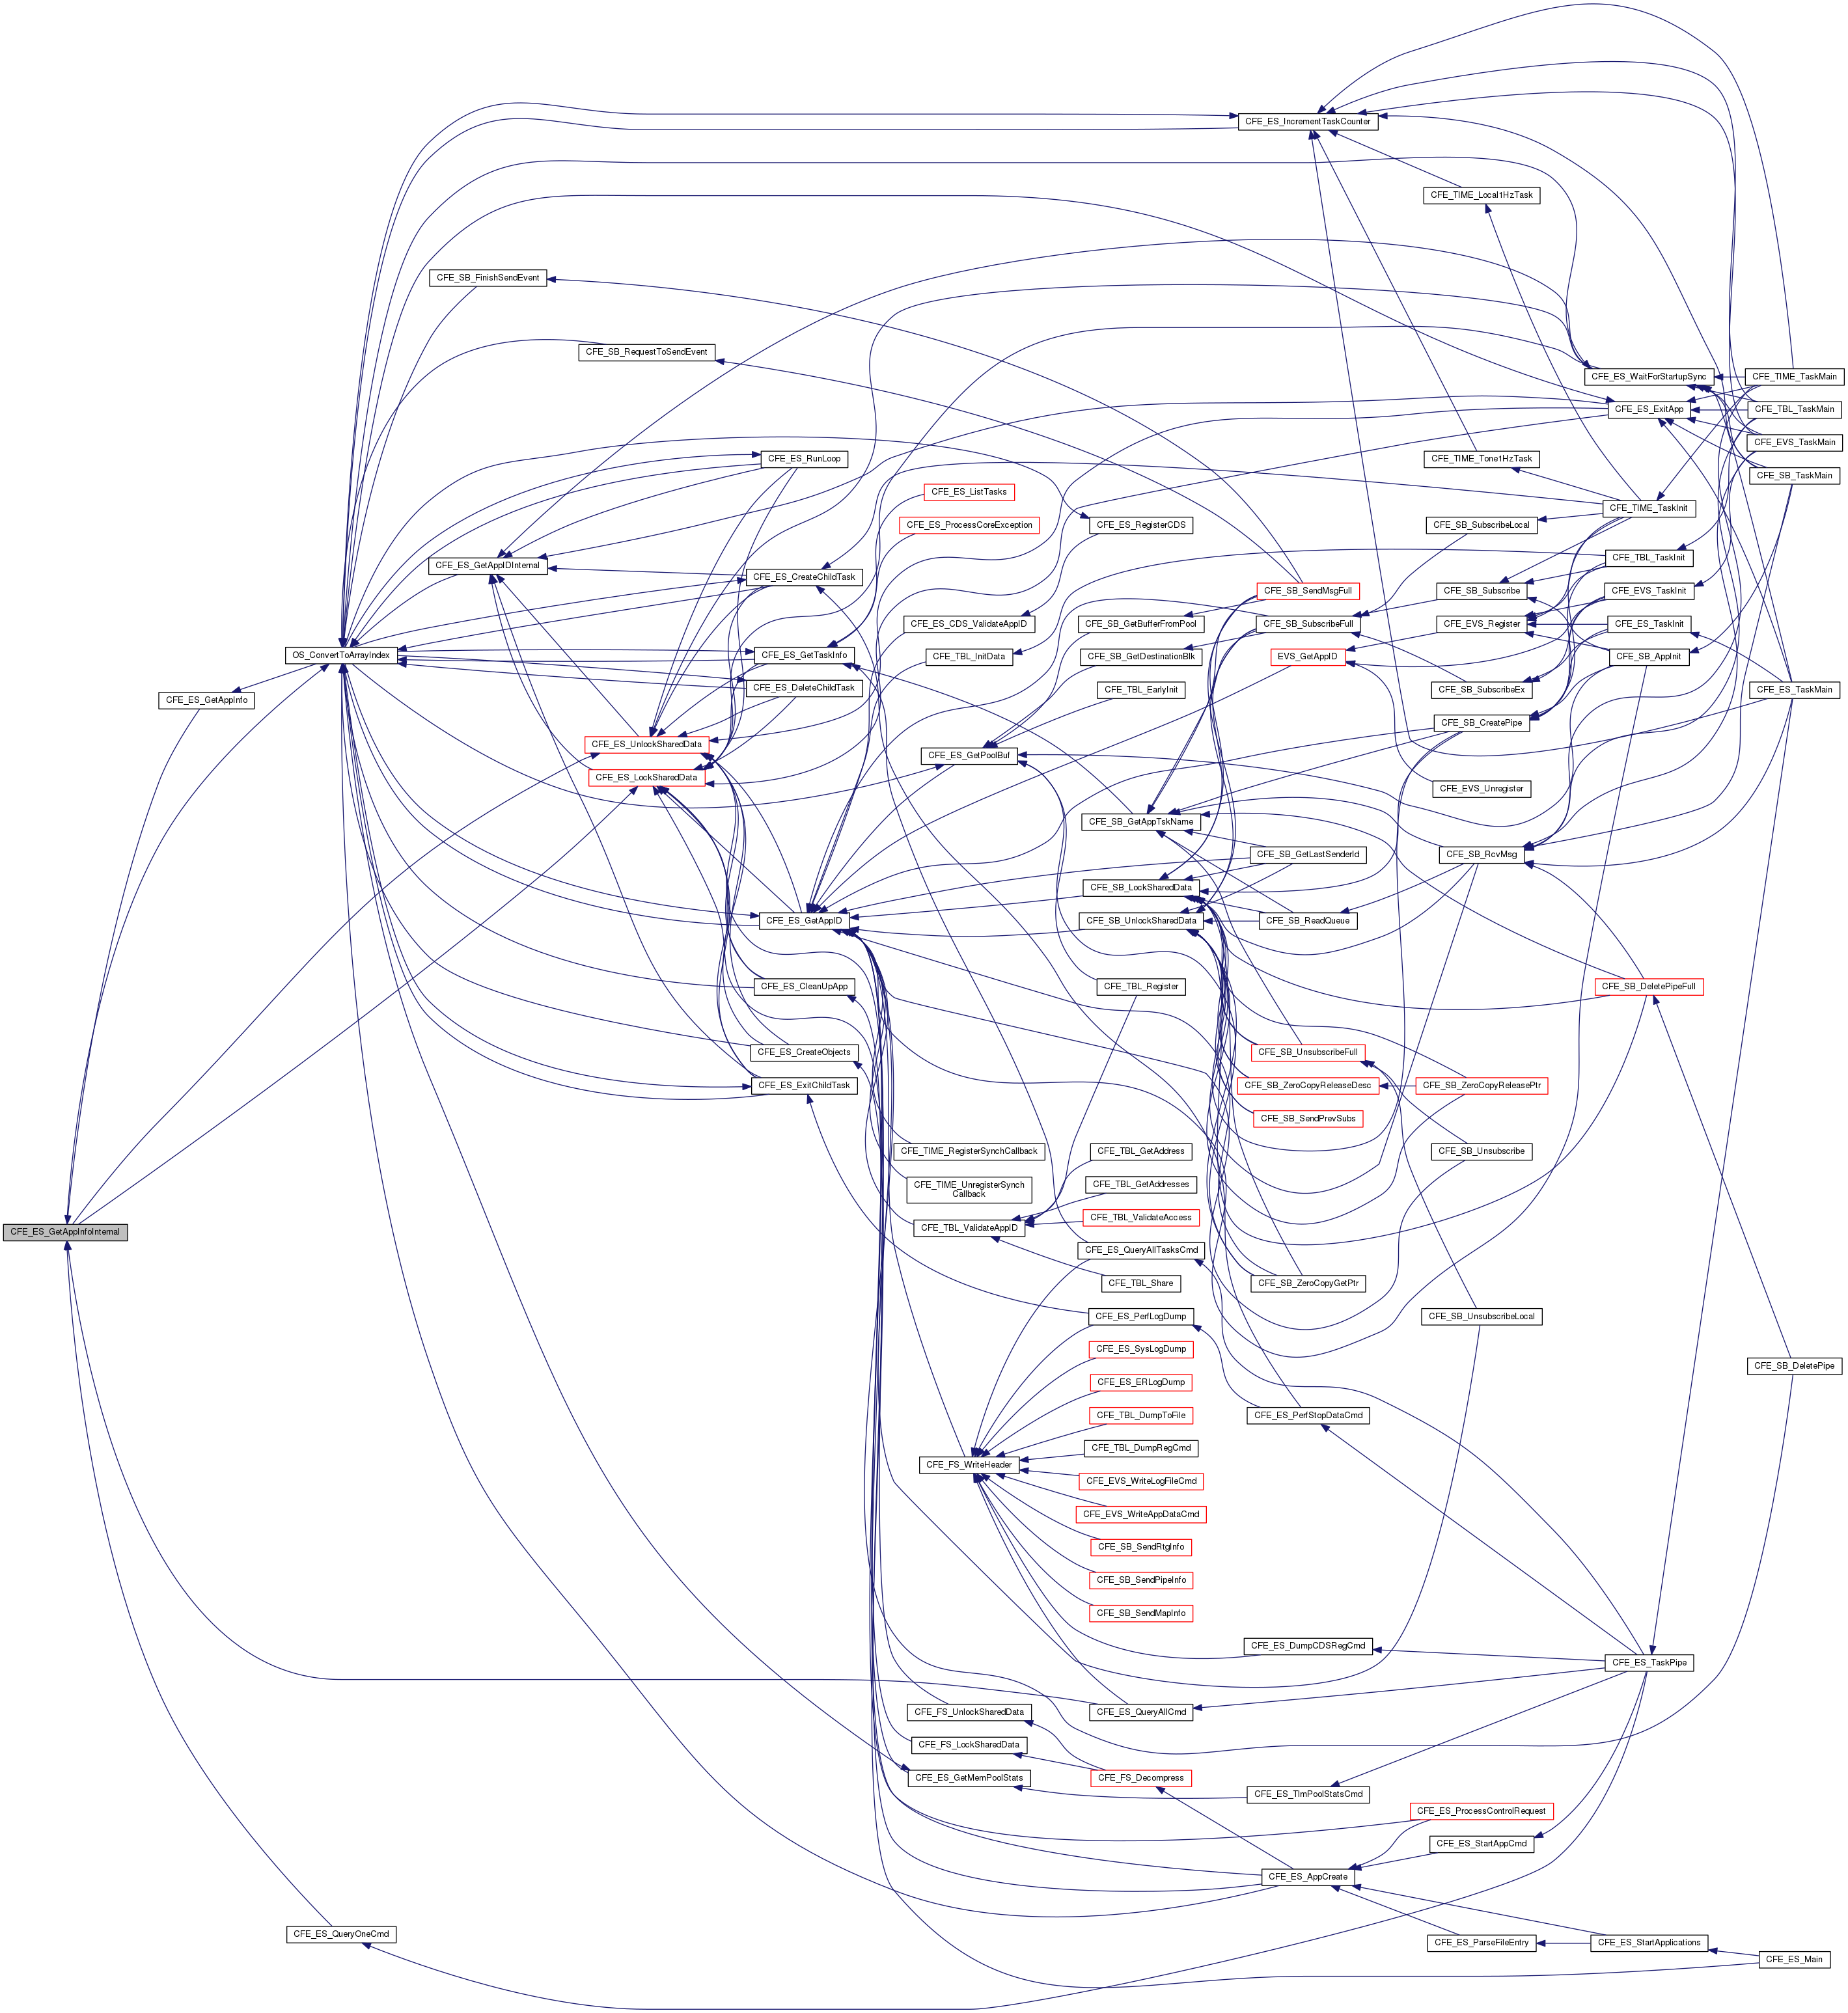 CFE_ES_IncrementTaskCounter
CFE_TIME_Local1HzTask
CFE_SB_FinishSendEvent
CFE_SB_RequestToSendEvent
CFE_ES_WaitForStartupSync
CFE_TIME_TaskMain
CFE_ES_ExitApp
CFE_TBL_TaskMain
CFE_EVS_TaskMain
CFE_ES_RunLoop
CFE_TIME_Tone1HzTask
CFE_SB_TaskMain
CFE_ES_ListTasks
CFE_TIME_TaskInit
CFE_ES_ProcessCoreException
CFE_ES_RegisterCDS
CFE_SB_SubscribeLocal
CFE_TBL_TaskInit
CFE_ES_GetAppIDInternal
CFE_ES_CreateChildTask
CFE_SB_SendMsgFull
CFE_SB_Subscribe
CFE_EVS_TaskInit
CFE_ES_CDS_ValidateAppID
CFE_SB_GetBufferFromPool
CFE_SB_SubscribeFull
CFE_EVS_Register
CFE_ES_TaskInit
OS_ConvertToArrayIndex
CFE_ES_GetTaskInfo
CFE_TBL_InitData
CFE_SB_GetDestinationBlk
EVS_GetAppID
CFE_SB_AppInit
CFE_ES_GetAppInfo
CFE_ES_DeleteChildTask
CFE_TBL_EarlyInit
CFE_SB_SubscribeEx
CFE_ES_TaskMain
CFE_ES_UnlockSharedData
CFE_SB_CreatePipe
CFE_ES_LockSharedData
CFE_ES_GetPoolBuf
CFE_EVS_Unregister
CFE_SB_GetAppTskName
CFE_SB_GetLastSenderId
CFE_SB_RcvMsg
CFE_SB_LockSharedData
CFE_ES_GetAppID
CFE_SB_UnlockSharedData
CFE_SB_ReadQueue
CFE_ES_CleanUpApp
CFE_TBL_Register
CFE_SB_DeletePipeFull
CFE_ES_CreateObjects
CFE_SB_UnsubscribeFull
CFE_ES_ExitChildTask
CFE_SB_ZeroCopyReleaseDesc
CFE_SB_ZeroCopyReleasePtr
CFE_SB_SendPrevSubs
CFE_TIME_RegisterSynchCallback
CFE_TBL_GetAddress
CFE_SB_Unsubscribe
CFE_TIME_UnregisterSynch
Callback
CFE_TBL_GetAddresses
CFE_ES_GetAppInfoInternal
CFE_TBL_ValidateAppID
CFE_TBL_ValidateAccess
CFE_ES_QueryAllTasksCmd
CFE_TBL_Share
CFE_SB_ZeroCopyGetPtr
CFE_ES_PerfLogDump
CFE_SB_UnsubscribeLocal
CFE_ES_SysLogDump
CFE_SB_DeletePipe
CFE_ES_ERLogDump
CFE_TBL_DumpToFile
CFE_ES_PerfStopDataCmd
CFE_TBL_DumpRegCmd
CFE_FS_WriteHeader
CFE_EVS_WriteLogFileCmd
CFE_EVS_WriteAppDataCmd
CFE_SB_SendRtgInfo
CFE_SB_SendPipeInfo
CFE_SB_SendMapInfo
CFE_ES_DumpCDSRegCmd
CFE_ES_TaskPipe
CFE_FS_UnlockSharedData
CFE_ES_QueryAllCmd
CFE_FS_LockSharedData
CFE_ES_GetMemPoolStats
CFE_FS_Decompress
CFE_ES_TlmPoolStatsCmd
CFE_ES_ProcessControlRequest
CFE_ES_StartAppCmd
CFE_ES_AppCreate
CFE_ES_QueryOneCmd
CFE_ES_ParseFileEntry
CFE_ES_StartApplications
CFE_ES_Main